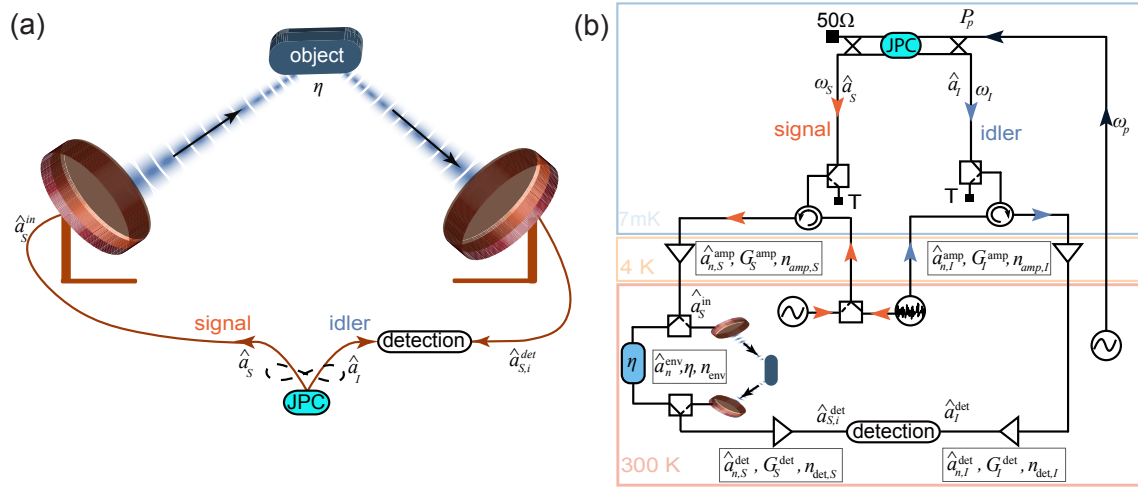 (a)
object
η
â_S^in
signal
idler
detection
â_S
â_I
â_{S,i}^det
JPC
(b)
50Ω
P_p
JPC
ω_S
â_S
â_I
ω_I
signal
idler
ω_p
T
T
7mK
4 K
â_{n,S}^amp, G_S^amp, n_{amp,S}
â_{n,I}^amp, G_I^amp, n_{amp,I}
â_S^in
η
â_n^env, η, n_env
â_{S,i}^det
â_I^det
detection
300 K
â_{n,S}^det, G_S^det, n_{det,S}
â_{n,I}^det, G_I^det, n_{det,I}